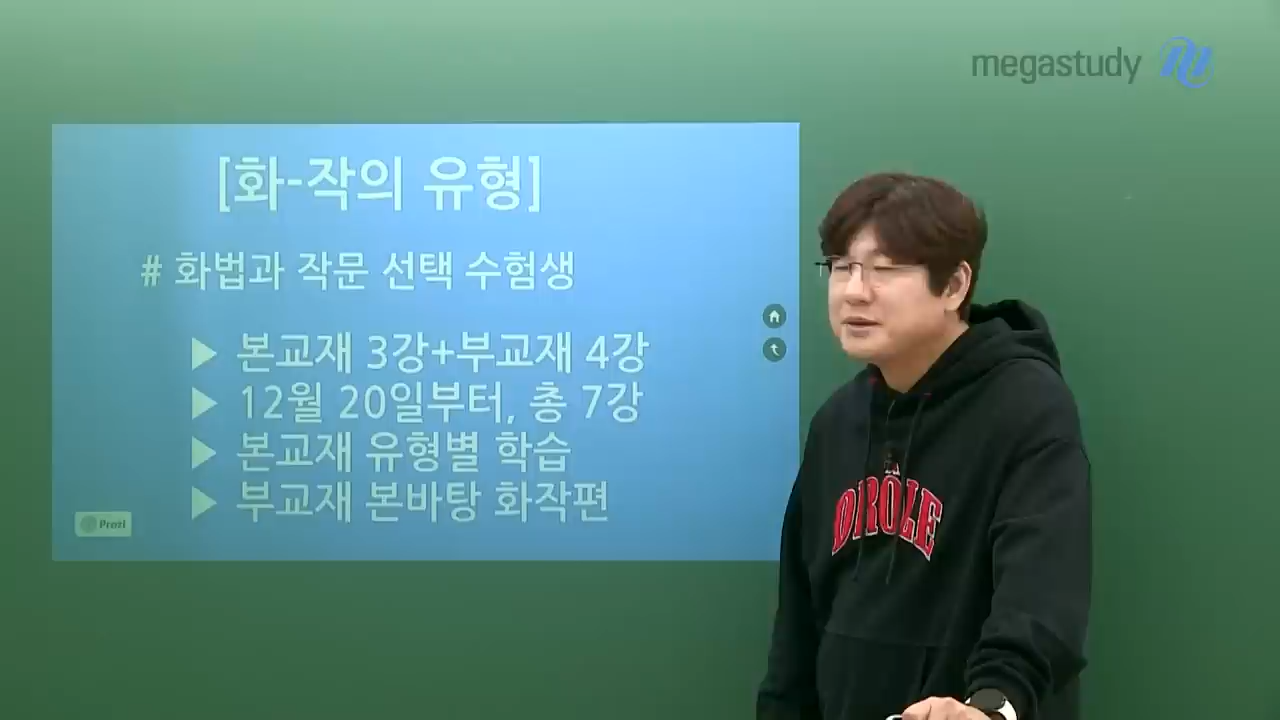 megastudy
[화-작의 유형]
# 화법과 작문 선택 수험생
▶ 본교재 3강+부교재 4강
▶ 12월 20일부터, 총 7강
▶ 본교재 유형별 학습
▶ 부교재 본바탕 화작편
Prezi
DROLE